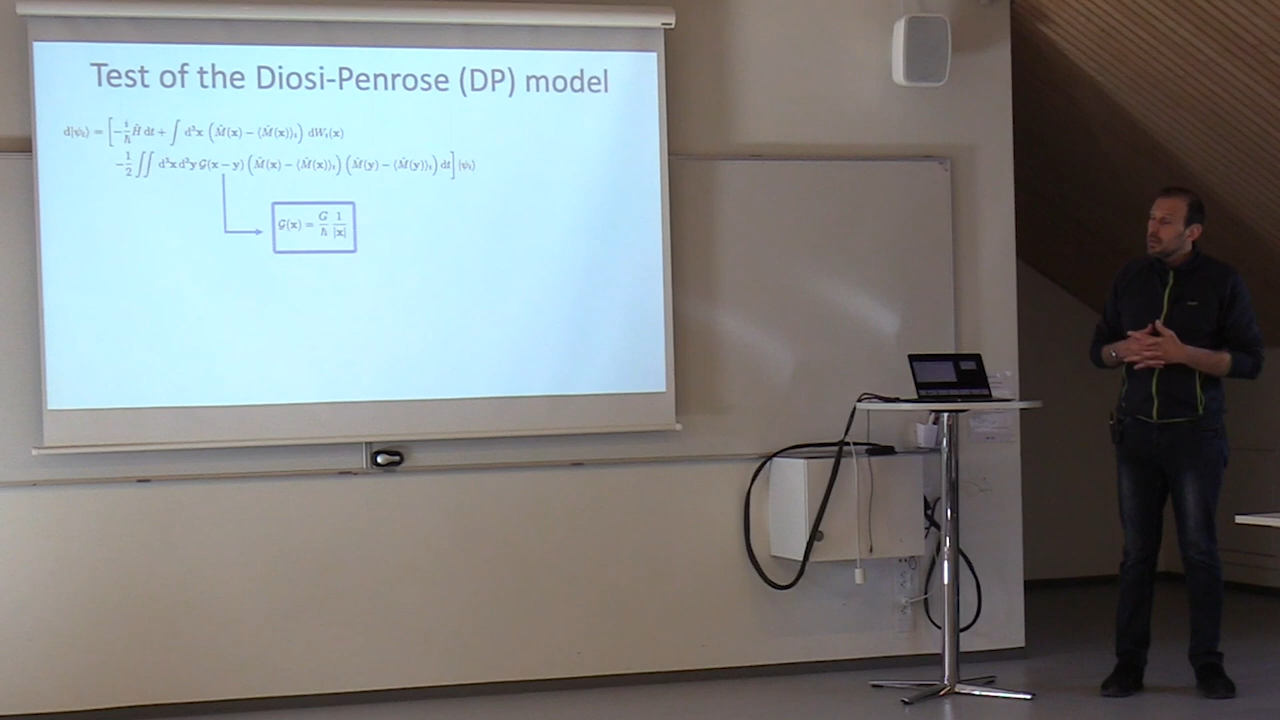 Test of the Diosi-Penrose (DP) model
d|ψₜ⟩ = [ −(i/ħ) Ĥ dt + ∫ d³x (M̂(x) − ⟨M̂(x)⟩ₜ) dWₜ(x)
−(1/2) ∬ d³x d³y 𝒢(x − y) (M̂(x) − ⟨M̂(x)⟩ₜ) (M̂(y) − ⟨M̂(y)⟩ₜ) dt ] |ψₜ⟩
𝒢(x) = (G/ħ) (1/|x|)